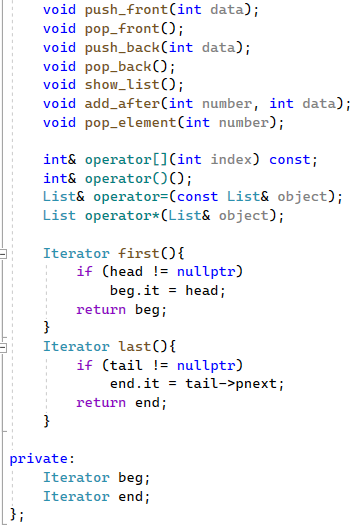 void push_front(int data);
void pop_front();
void push_back(int data);
void pop_back();
void show_list();
void add_after(int number, int data);
void pop_element(int number);
int& operator[](int index) const;
int& operator()();
List& operator=(const List& object);
List operator*(List& object);
Iterator first(){
if (head != nullptr)
beg.it = head;
return beg;
}
Iterator last(){
if (tail != nullptr)
end.it = tail->pnext;
return end;
}
private:
Iterator beg;
Iterator end;
};